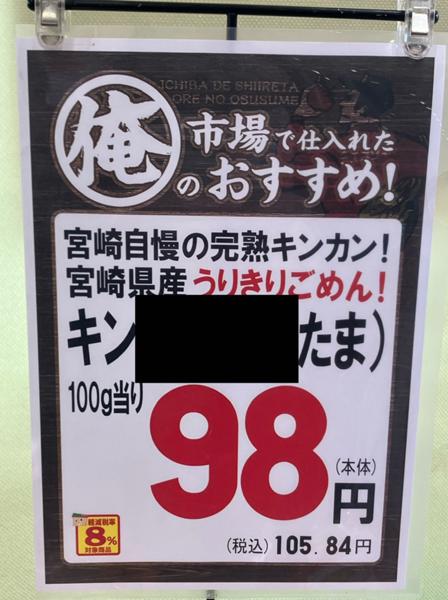 ICHIBA DE SHIIRETA
ORE NO OSUSUME
俺
市場で仕入れた
のおすすめ!
宮崎自慢の完熟キンカン!
宮崎県産 うりきりごめん!
キン たま)
100g当り
98
(本体)
円
軽減税率
8%
対象商品
(税込) 105.84円